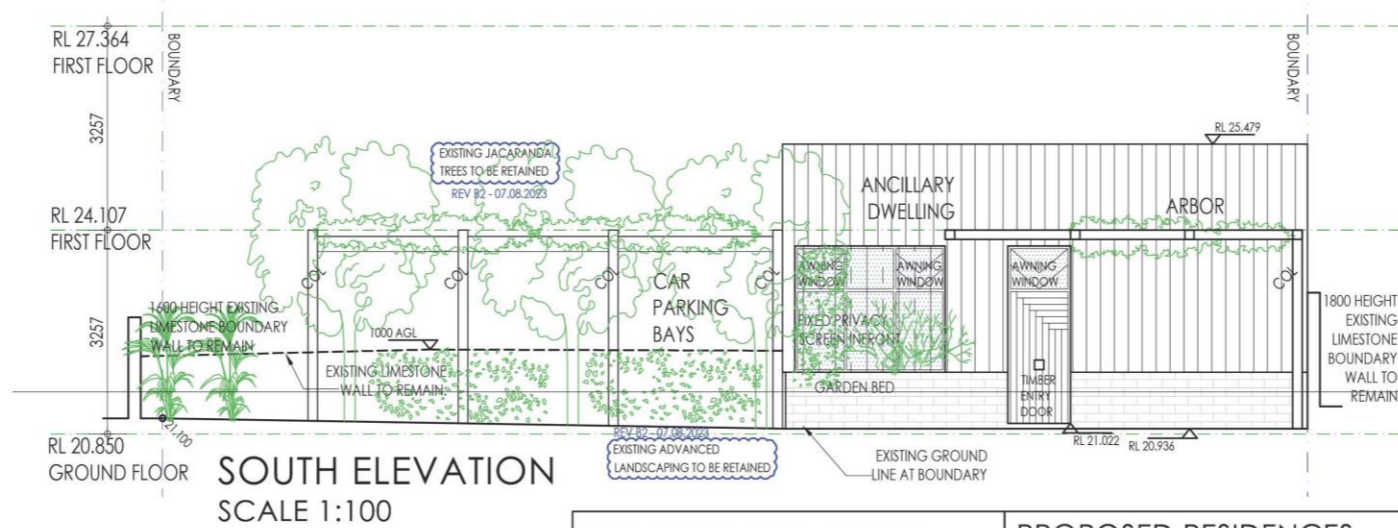 RL 27.364
FIRST FLOOR
BOUNDARY
BOUNDARY
3257
RL 25.479
EXISTING JACARANDA
TREES TO BE RETAINED
REV B2 - 07.08.2023
ANCILLARY
DWELLING
ARBOR
RL 24.107
FIRST FLOOR
COL
COL
COL
COL
COL
CAR
PARKING
BAYS
AWNING
WINDOW
AWNING
WINDOW
AWNING
WINDOW
1600 HEIGHT EXISTING
LIMESTONE BOUNDARY
WALL TO REMAIN
3257
1000 AGL
FIXED PRIVACY
SCREEN INFRONT
1800 HEIGHT
EXISTING
LIMESTONE
BOUNDARY
WALL TO
REMAIN
EXISTING LIMESTONE
WALL TO REMAIN.
GARDEN BED
TIMBER
ENTRY
DOOR
21.100
RL 20.850
GROUND FLOOR
REV B2 - 07.08.2023
EXISTING ADVANCED
LANDSCAPING TO BE RETAINED
EXISTING GROUND
LINE AT BOUNDARY
RL 21.022
RL 20.936
SOUTH ELEVATION
SCALE 1:100
PROPOSED RESIDENCES